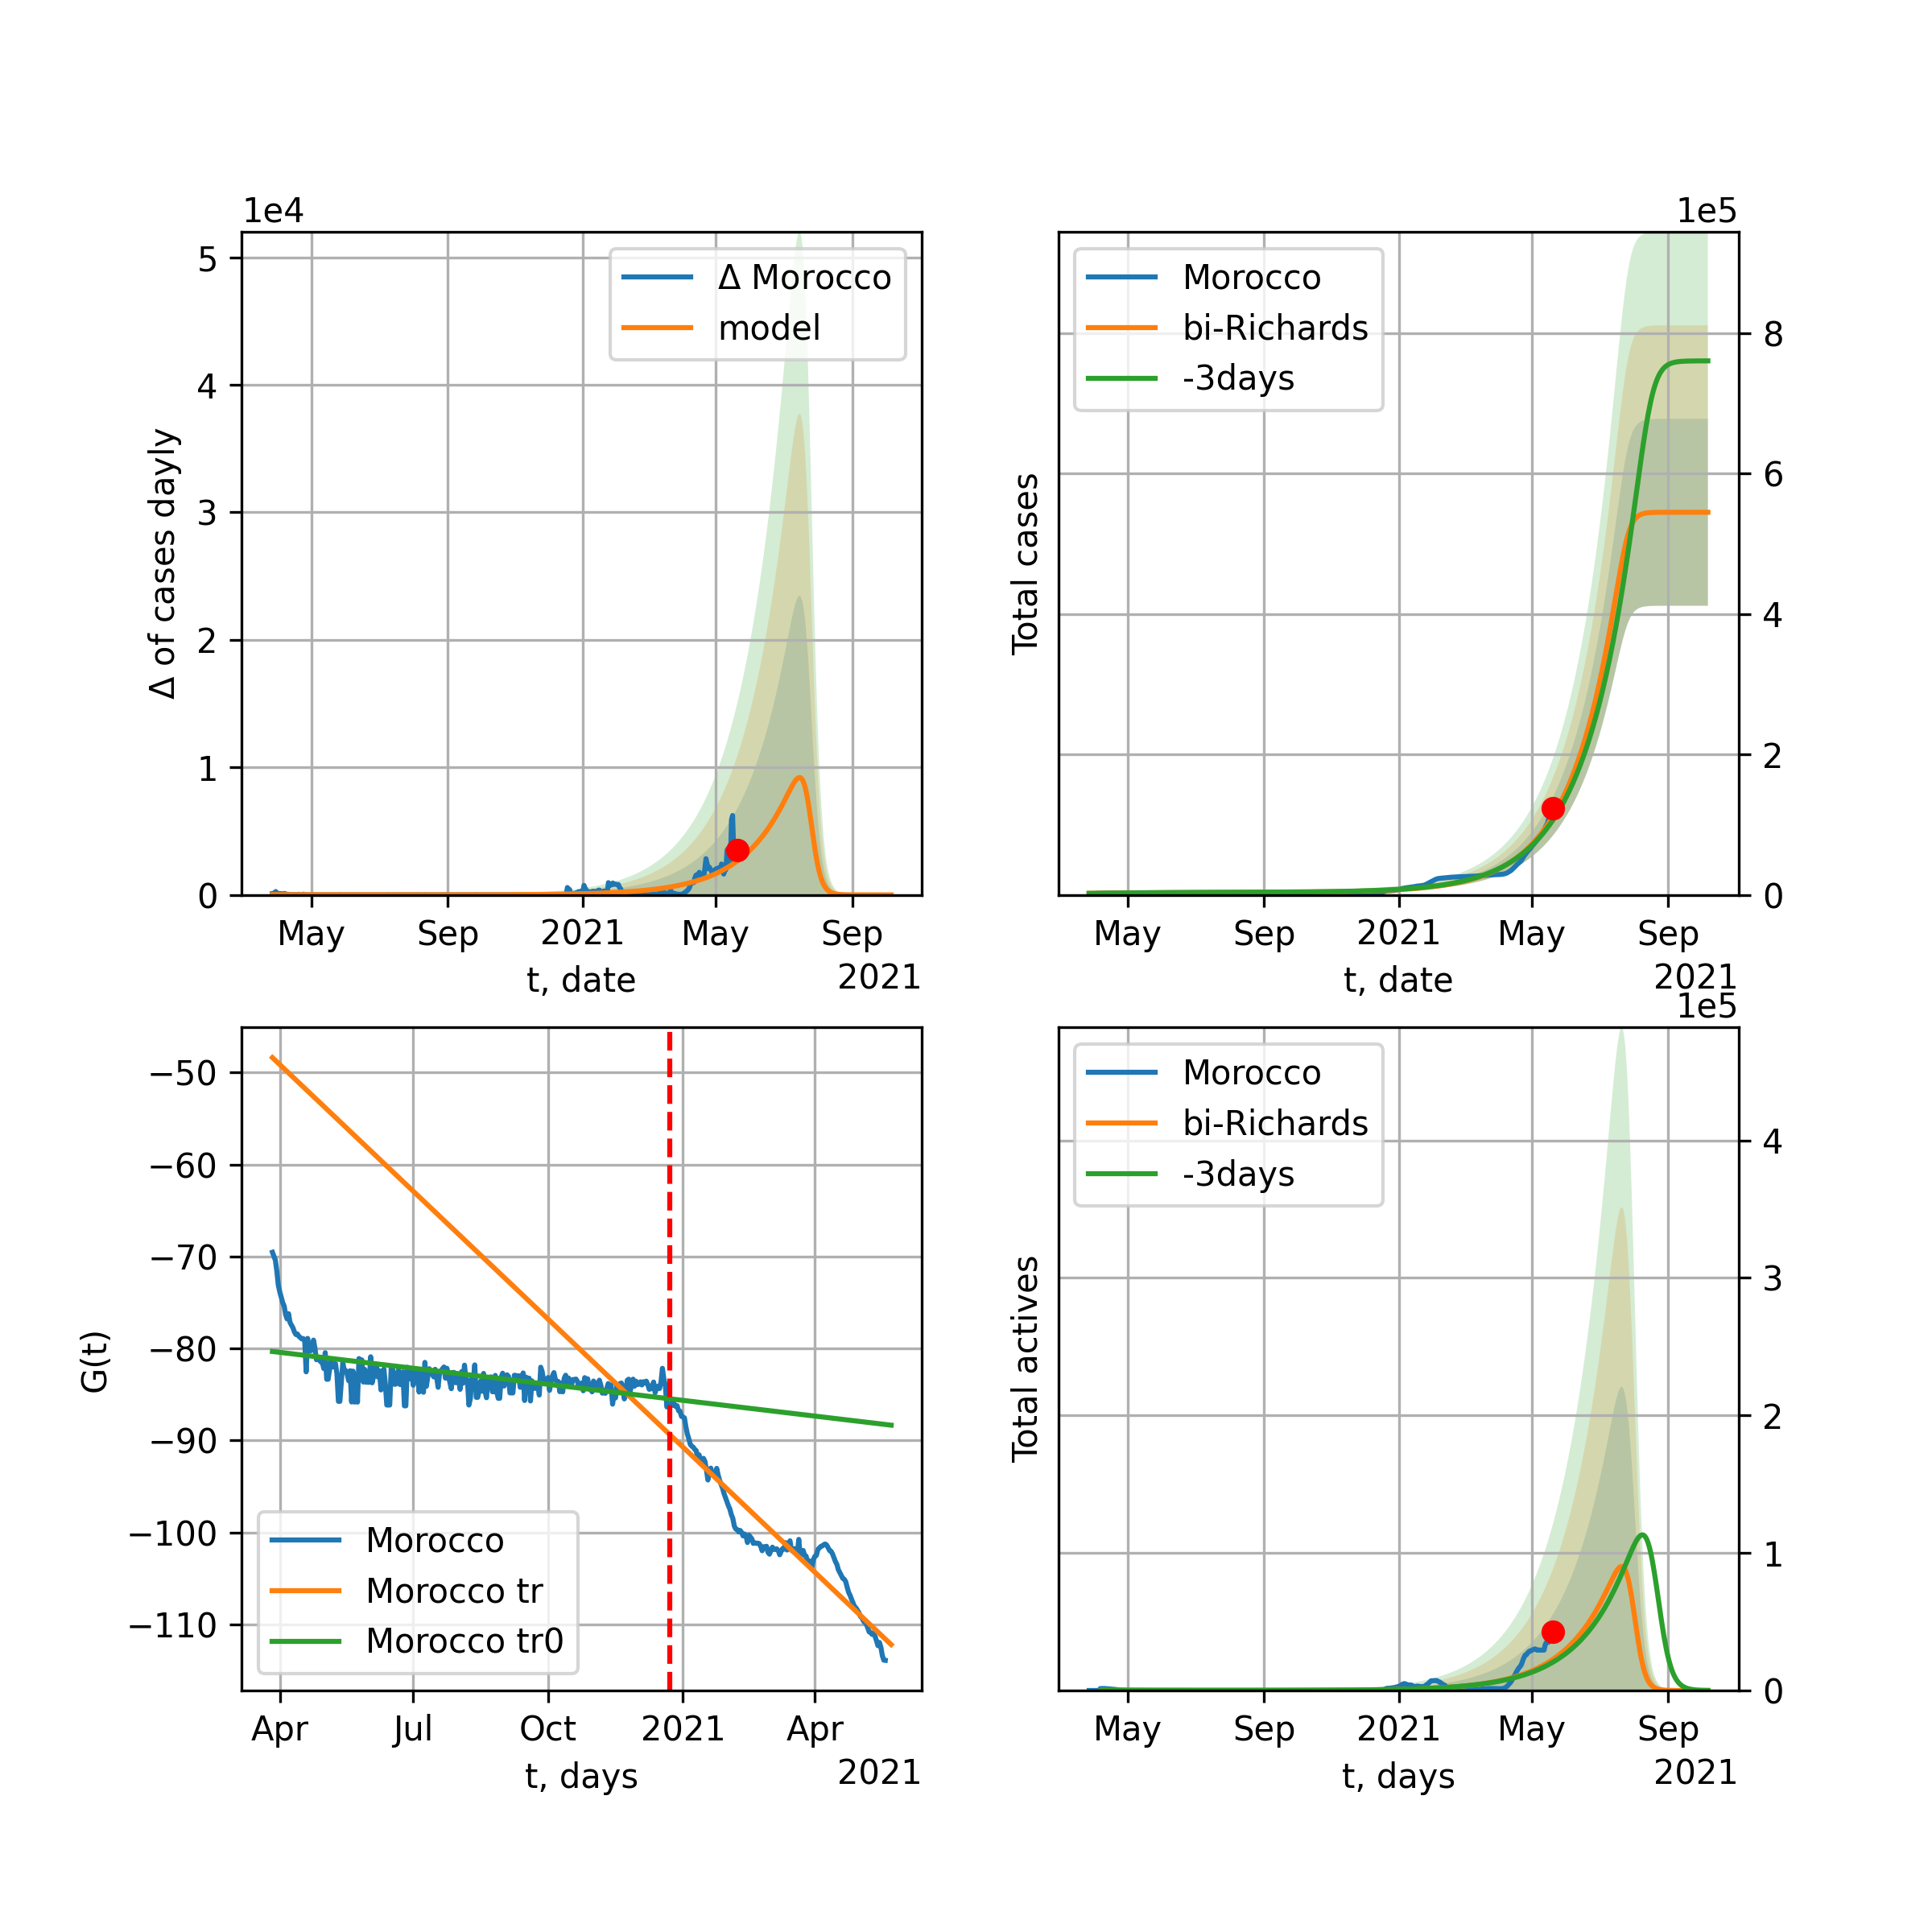 1e4
5
4
3
2
1
0
Δ of cases dayly
Δ Morocco
model
May
Sep
2021
May
Sep
t, date
2021
1e5
Morocco
bi-Richards
-3days
Total cases
8
6
4
2
0
May
Sep
2021
May
Sep
t, date
2021
−50
−60
−70
−80
−90
−100
−110
G(t)
Morocco
Morocco tr
Morocco tr0
Apr
Jul
Oct
2021
Apr
t, days
2021
1e5
Morocco
bi-Richards
-3days
Total actives
4
3
2
1
0
May
Sep
2021
May
Sep
t, days
2021